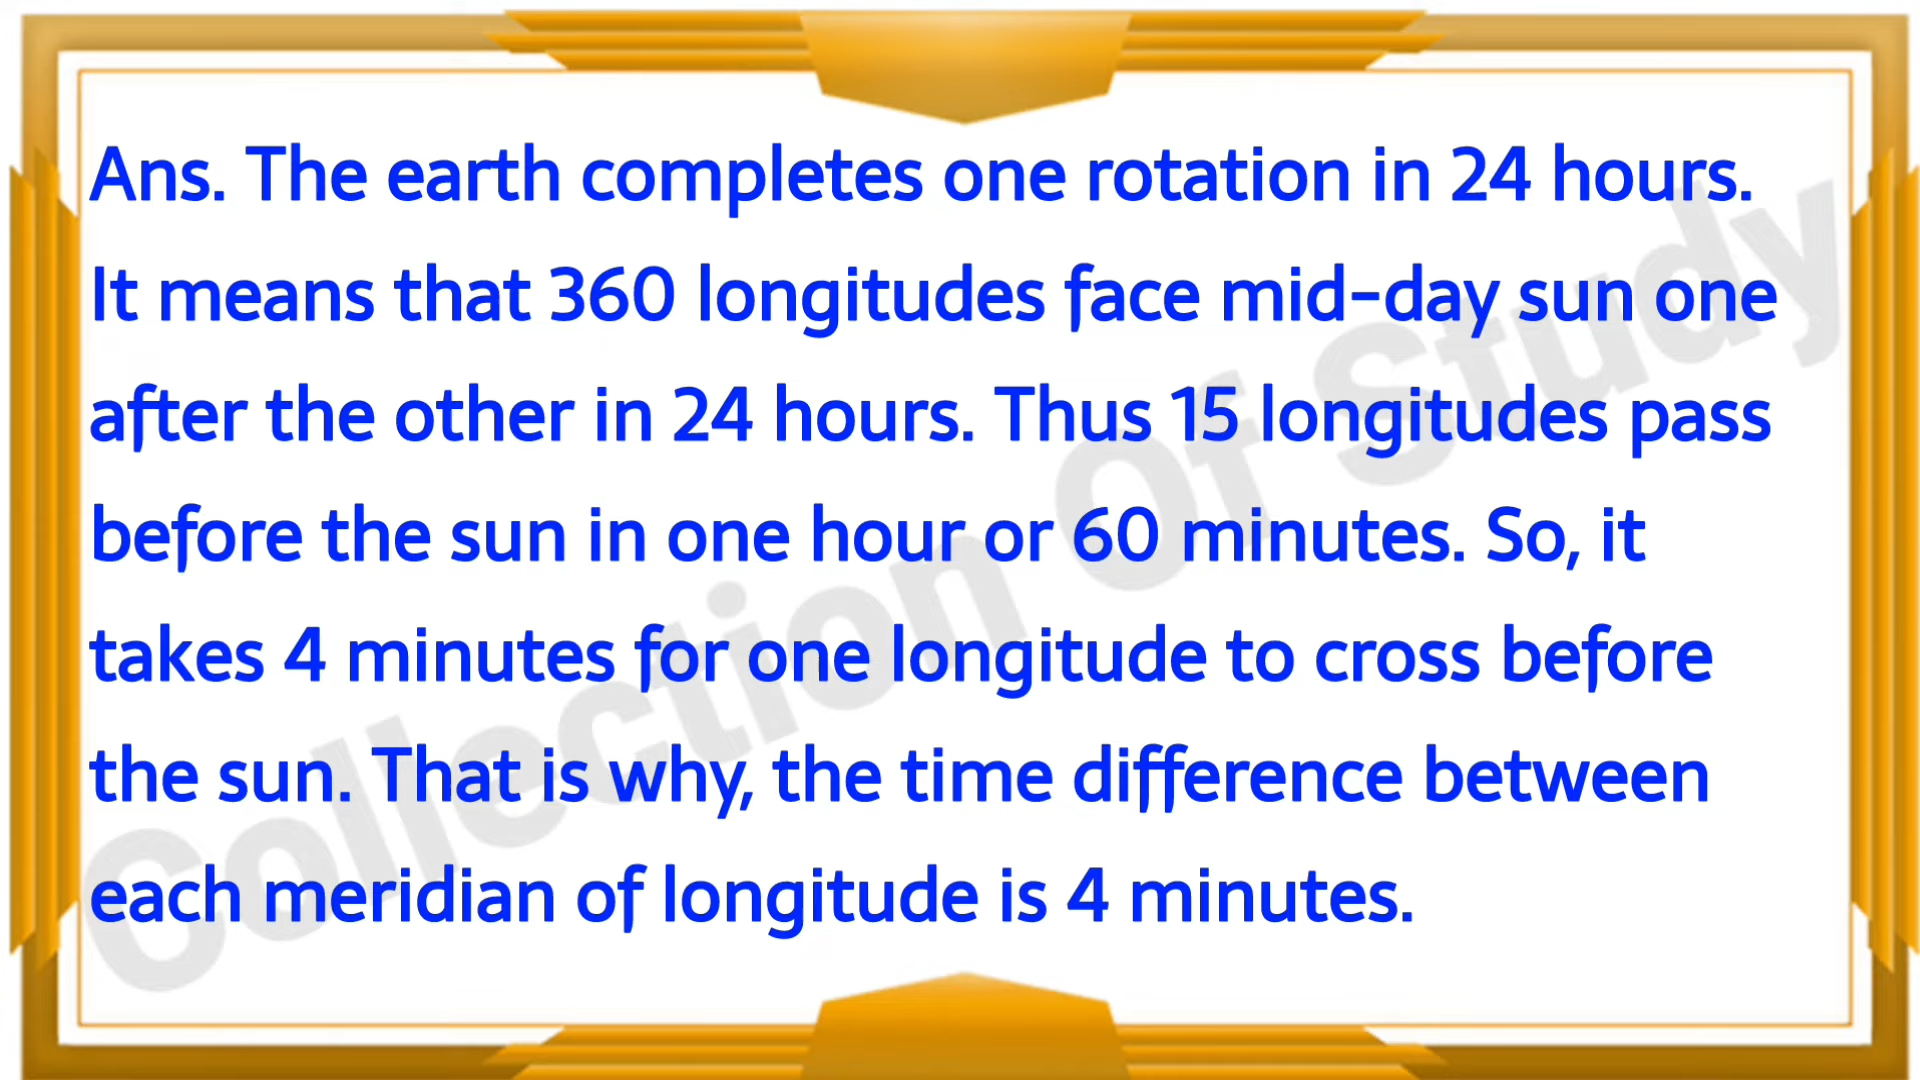 Ans. The earth completes one rotation in 24 hours.
It means that 360 longitudes face mid-day sun one
after the other in 24 hours. Thus 15 longitudes pass
before the sun in one hour or 60 minutes. So, it
takes 4 minutes for one longitude to cross before
the sun. That is why, the time difference between
each meridian of longitude is 4 minutes.
Collection Of Study